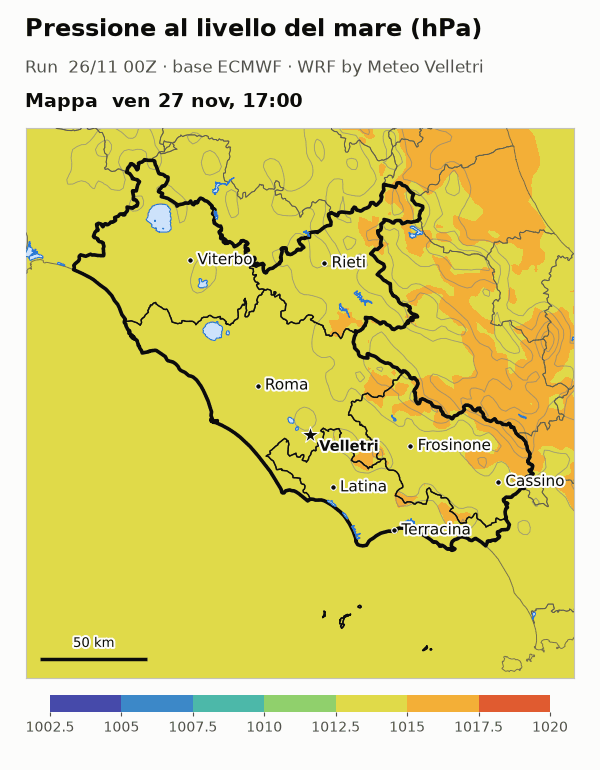 Pressione al livello del mare (hPa)
Run  26/11 00Z · base ECMWF · WRF by Meteo Velletri
Mappa  ven 27 nov, 17:00
Viterbo
Rieti
Roma
Velletri
Frosinone
Latina
Cassino
Terracina
50 km
1002.5 1005 1007.5 1010 1012.5 1015 1017.5 1020